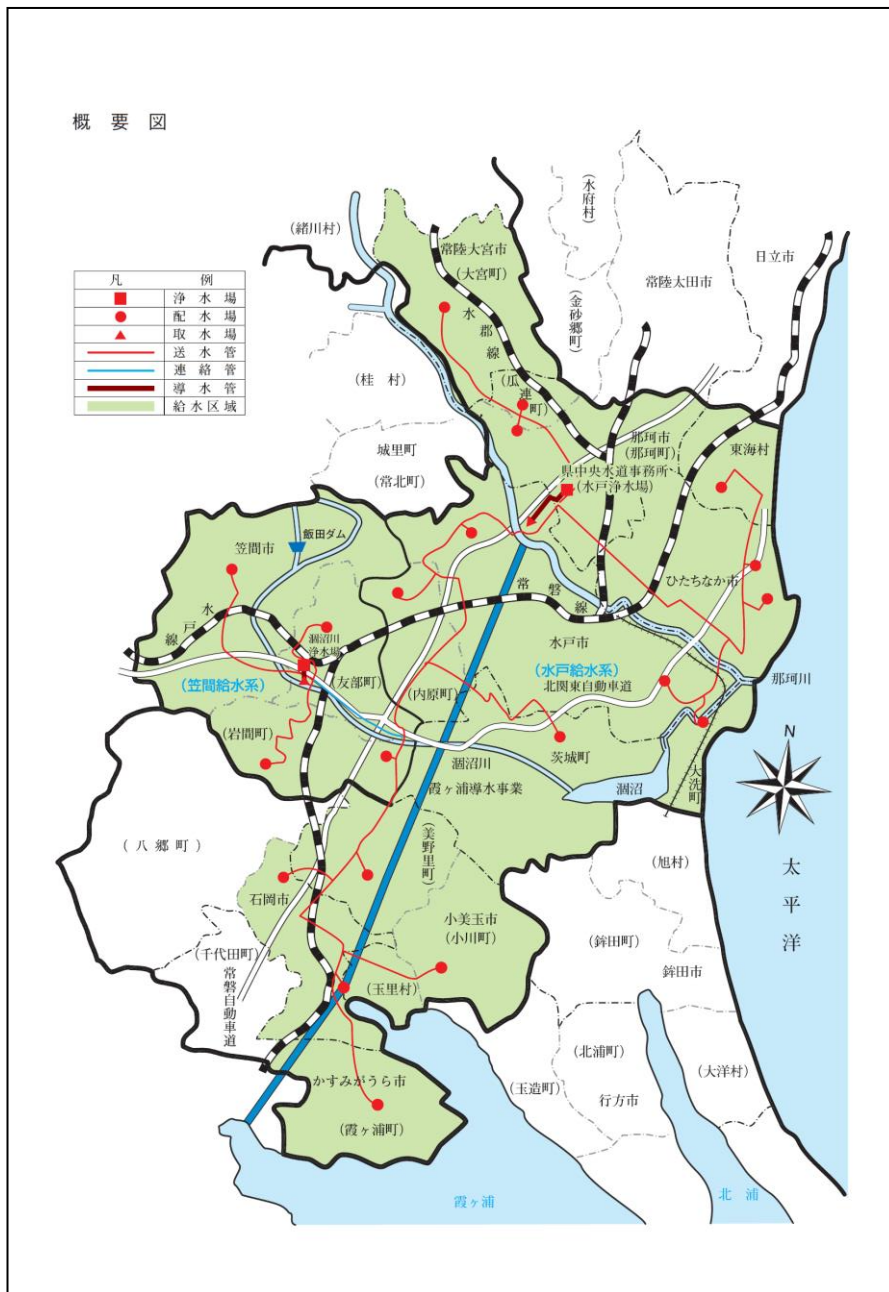 概要図
凡例
浄水場
配水場
取水場
送水管
連絡管
導水管
給水区域
(緒川村)
(水府村)
常陸大宮市
(大宮町)
(金砂郷町)
常陸太田市
日立市
水郡線
(桂村)
(瓜連町)
城里町
(常北町)
那珂市
(那珂町)
東海村
県中央水道事務所
(水戸浄水場)
笠間市
飯田ダム
ひたちなか市
常磐線
水戸線
涸沼川
浄水場
水戸市
(笠間給水系)
(友部町)
(内原町)
(水戸給水系)
北関東自動車道
那珂川
(岩間町)
涸沼川
茨城町
涸沼
大洗町
霞ヶ浦導水事業
N
太平洋
(八郷町)
(美野里町)
(旭村)
石岡市
小美玉市
(小川町)
(鉾田町)
鉾田市
(千代田町)
常磐自動車道
(玉里村)
(北浦町)
(大洋村)
(玉造町)
行方市
かすみがうら市
(霞ヶ浦町)
霞ヶ浦
北浦